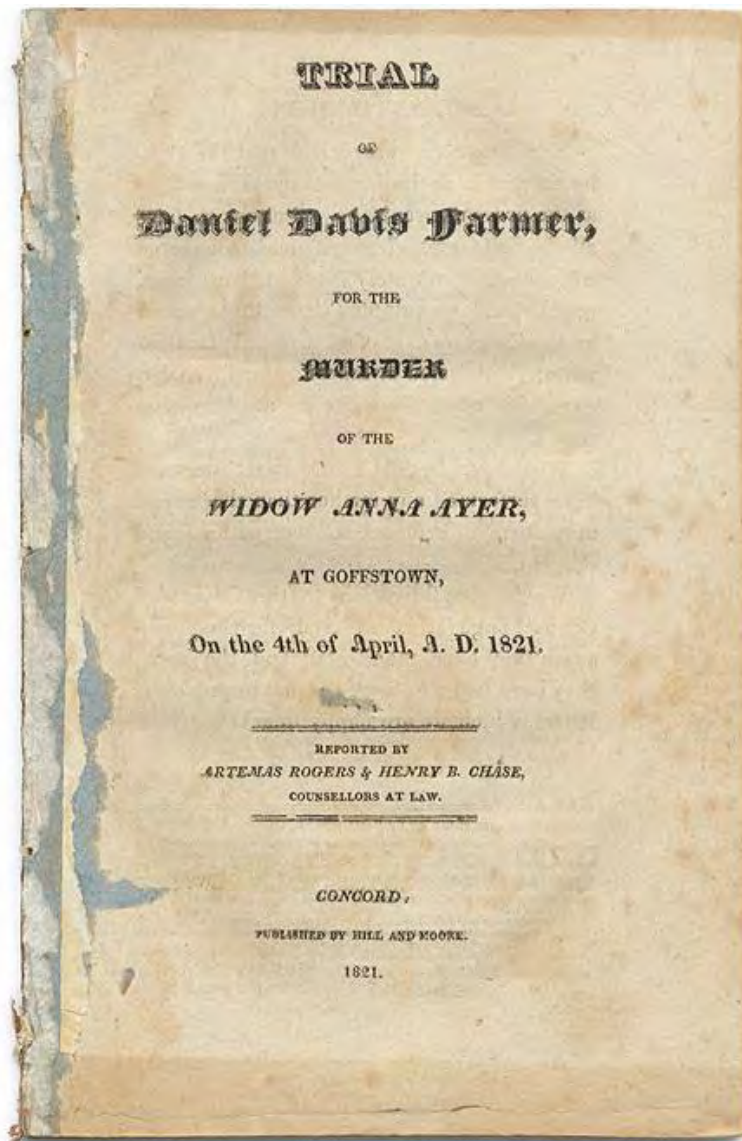 TRIAL
OF
Daniel Davis Farmer,
FOR THE
MURDER
OF THE
WIDOW ANNA AYER,
AT GOFFSTOWN,
On the 4th of April, A. D. 1821.
REPORTED BY
ARTEMAS ROGERS & HENRY B. CHASE,
COUNSELLORS AT LAW.
CONCORD,
PUBLISHED BY HILL AND MOORE.
1821.